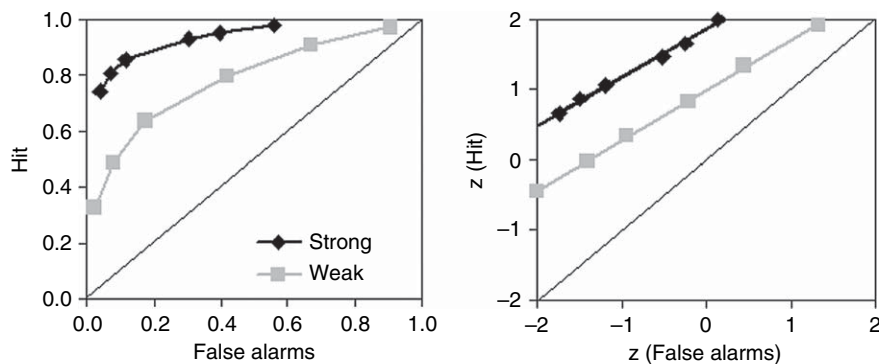 1.0
0.8
0.6
0.4
0.2
0.0
Hit
0.0 0.2 0.4 0.6 0.8 1.0
False alarms
Strong
Weak
2
1
0
–1
–2
z (Hit)
–2 –1 0 1 2
z (False alarms)